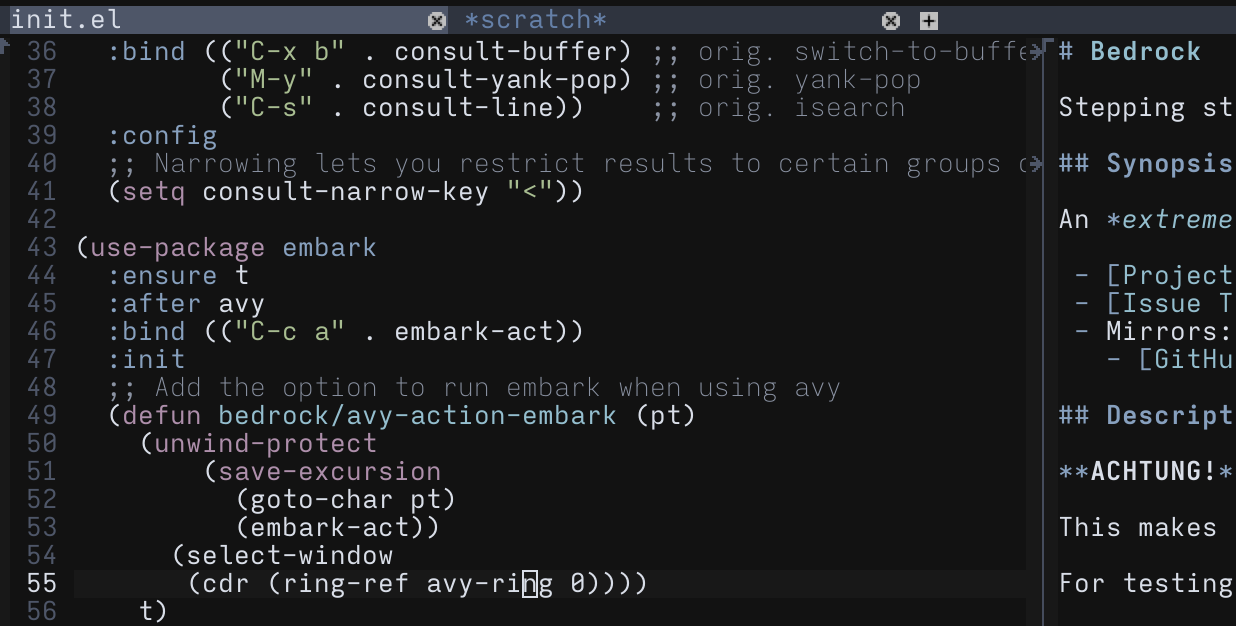 init.el *scratch*
36 :bind (("C-x b" . consult-buffer) ;; orig. switch-to-buffe
37 ("M-y" . consult-yank-pop) ;; orig. yank-pop
38 ("C-s" . consult-line)) ;; orig. isearch
39 :config
40 ;; Narrowing lets you restrict results to certain groups o
41 (setq consult-narrow-key "<"))
42
43 (use-package embark
44 :ensure t
45 :after avy
46 :bind (("C-c a" . embark-act))
47 :init
48 ;; Add the option to run embark when using avy
49 (defun bedrock/avy-action-embark (pt)
50 (unwind-protect
51 (save-excursion
52 (goto-char pt)
53 (embark-act))
54 (select-window
55 (cdr (ring-ref avy-ring 0))))
56 t)
# Bedrock
Stepping st
## Synopsis
An *extreme
- [Project
- [Issue T
- Mirrors:
- [GitHu
## Descript
**ACHTUNG!*
This makes
For testing